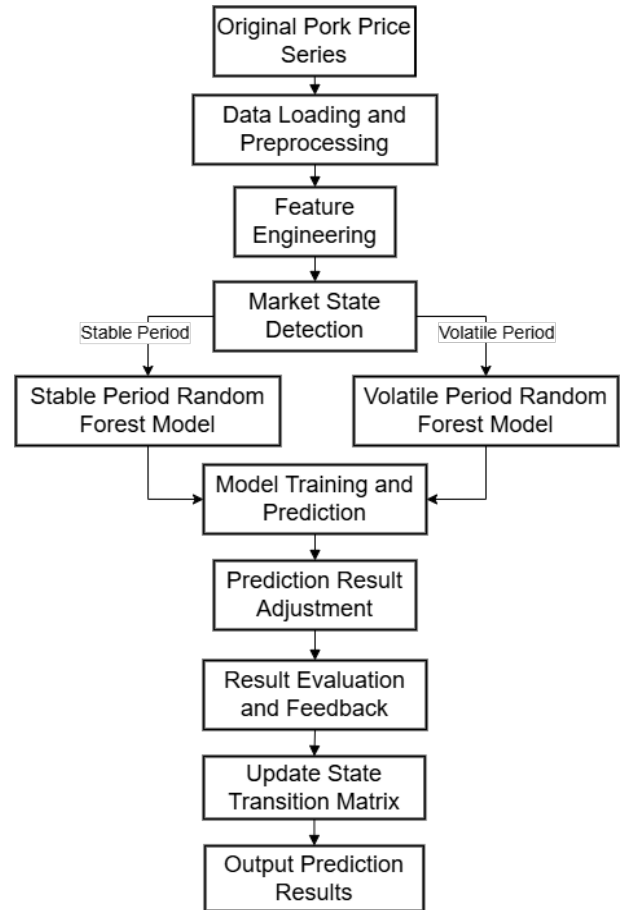 Original Pork Price
Series
Data Loading and
Preprocessing
Feature
Engineering
Market State
Detection
Stable Period
Volatile Period
Stable Period Random
Forest Model
Volatile Period Random
Forest Model
Model Training and
Prediction
Prediction Result
Adjustment
Result Evaluation
and Feedback
Update State
Transition Matrix
Output Prediction
Results